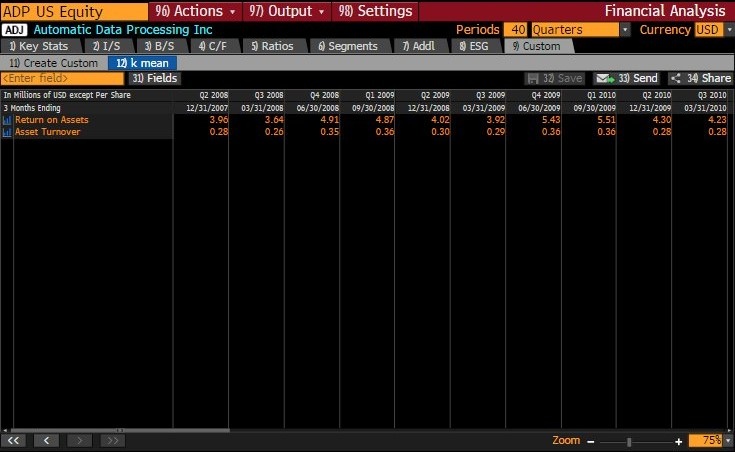 ADP US Equity 96) Actions 97) Output 98) Settings Financial Analysis
ADJ Automatic Data Processing Inc Periods 40 Quarters Currency USD
1) Key Stats 2) I/S 3) B/S 4) C/F 5) Ratios 6) Segments 7) Addl 8) ESG 9) Custom
11) Create Custom 12) k mean
<Enter field> 31) Fields 32) Save 33) Send 34) Share
In Millions of USD except Per Share Q2 2008 Q3 2008 Q4 2008 Q1 2009 Q2 2009 Q3 2009 Q4 2009 Q1 2010 Q2 2010 Q3 2010
3 Months Ending 12/31/2007 03/31/2008 06/30/2008 09/30/2008 12/31/2008 03/31/2009 06/30/2009 09/30/2009 12/31/2009 03/31/2010
Return on Assets 3.96 3.64 4.91 4.87 4.02 3.92 5.43 5.51 4.30 4.23
Asset Turnover 0.28 0.26 0.35 0.36 0.30 0.29 0.36 0.36 0.28 0.28
<< < > >> Zoom − + 75%